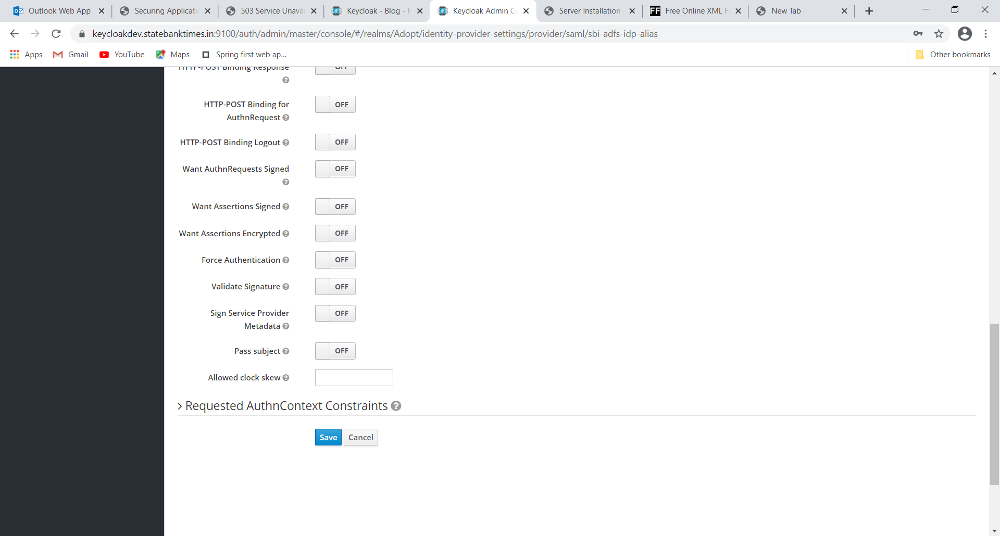 Outlook Web App
Securing Applicati
503 Service Unava
Keycloak - Blog - H
Keycloak Admin C
Server Installation
Free Online XML F
New Tab
keycloakdev.statebanktimes.in:9100/auth/admin/master/console/#/realms/Adopt/identity-provider-settings/provider/saml/sbi-adfs-idp-alias
Apps
Gmail
YouTube
Maps
Spring first web ap...
Other bookmarks
HTTP-POST Binding Response
OFF
HTTP-POST Binding for
AuthnRequest
OFF
HTTP-POST Binding Logout
OFF
Want AuthnRequests Signed
OFF
Want Assertions Signed
OFF
Want Assertions Encrypted
OFF
Force Authentication
OFF
Validate Signature
OFF
Sign Service Provider
Metadata
OFF
Pass subject
OFF
Allowed clock skew
Requested AuthnContext Constraints
Save
Cancel